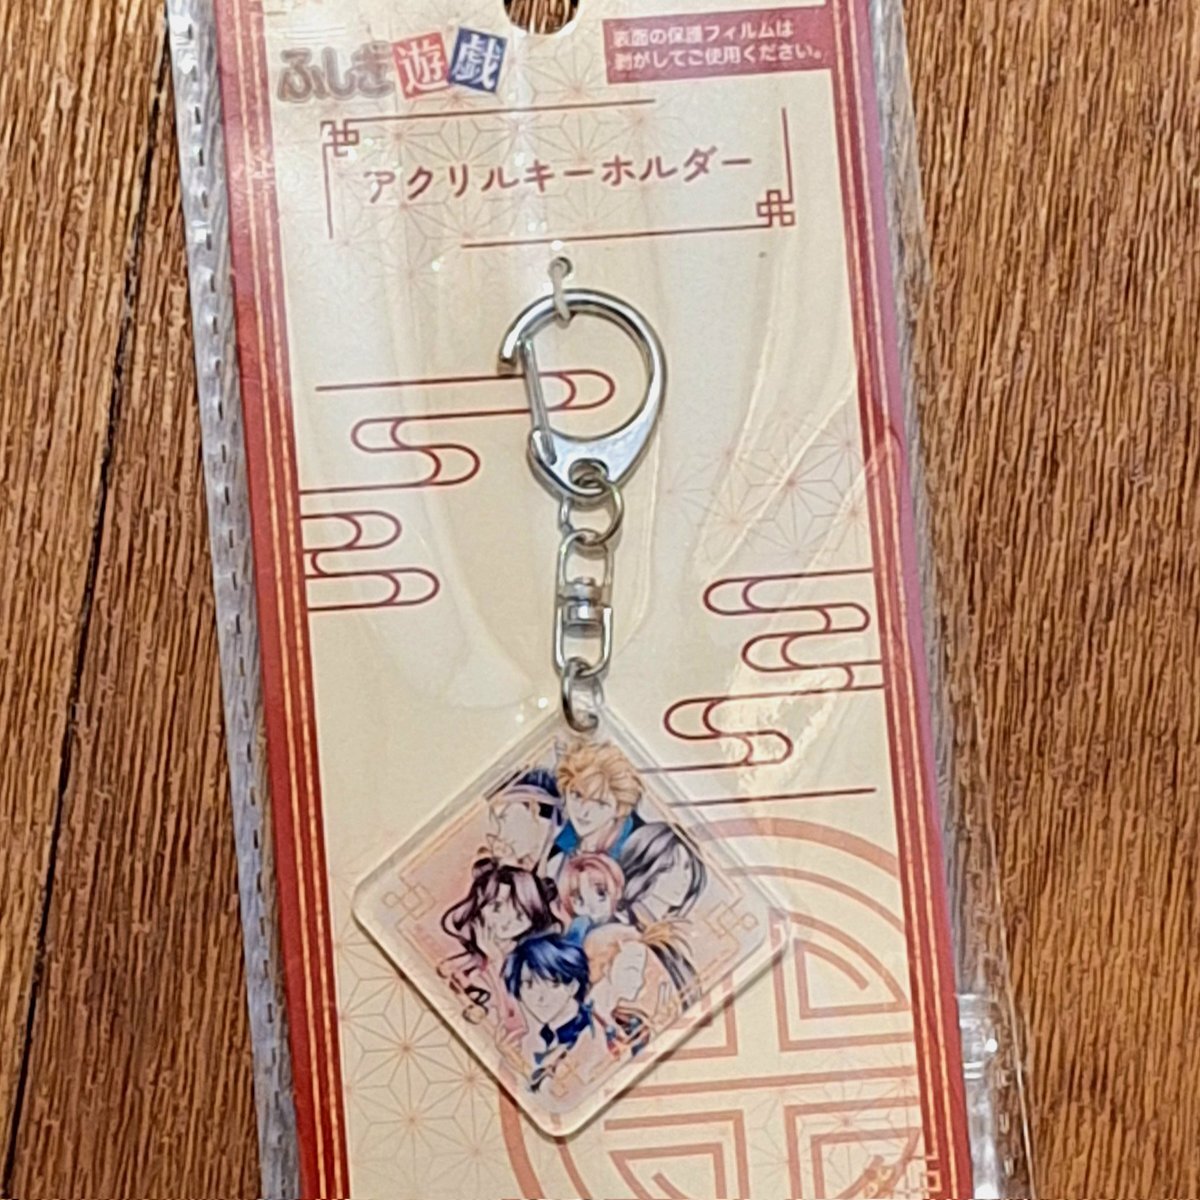 ふしぎ遊戯
表面の保護フィルムは
剥がしてご使用ください。
アクリルキーホルダー